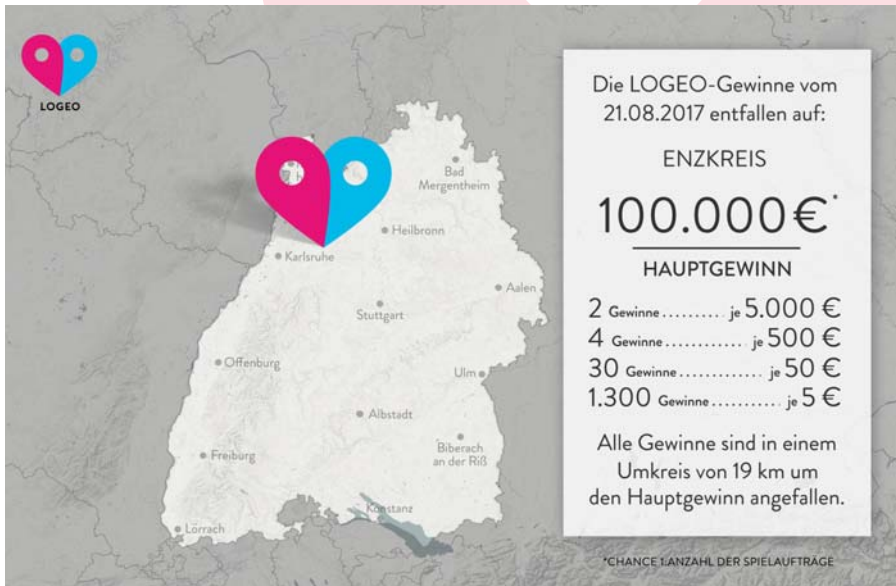 LOGEO
Bad
Mergentheim
Heilbronn
Karlsruhe
Aalen
Stuttgart
Offenburg
Ulm
Albstadt
Biberach
an der Riß
Freiburg
Konstanz
Lörrach
Die LOGEO-Gewinne vom
21.08.2017 entfallen auf:
ENZKREIS
100.000 €*
HAUPTGEWINN
2 Gewinne ......... je 5.000 €
4 Gewinne ............ je 500 €
30 Gewinne ............ je 50 €
1.300 Gewinne ........... je 5 €
Alle Gewinne sind in einem
Umkreis von 19 km um
den Hauptgewinn angefallen.
*CHANCE 1:ANZAHL DER SPIELAUFTRÄGE